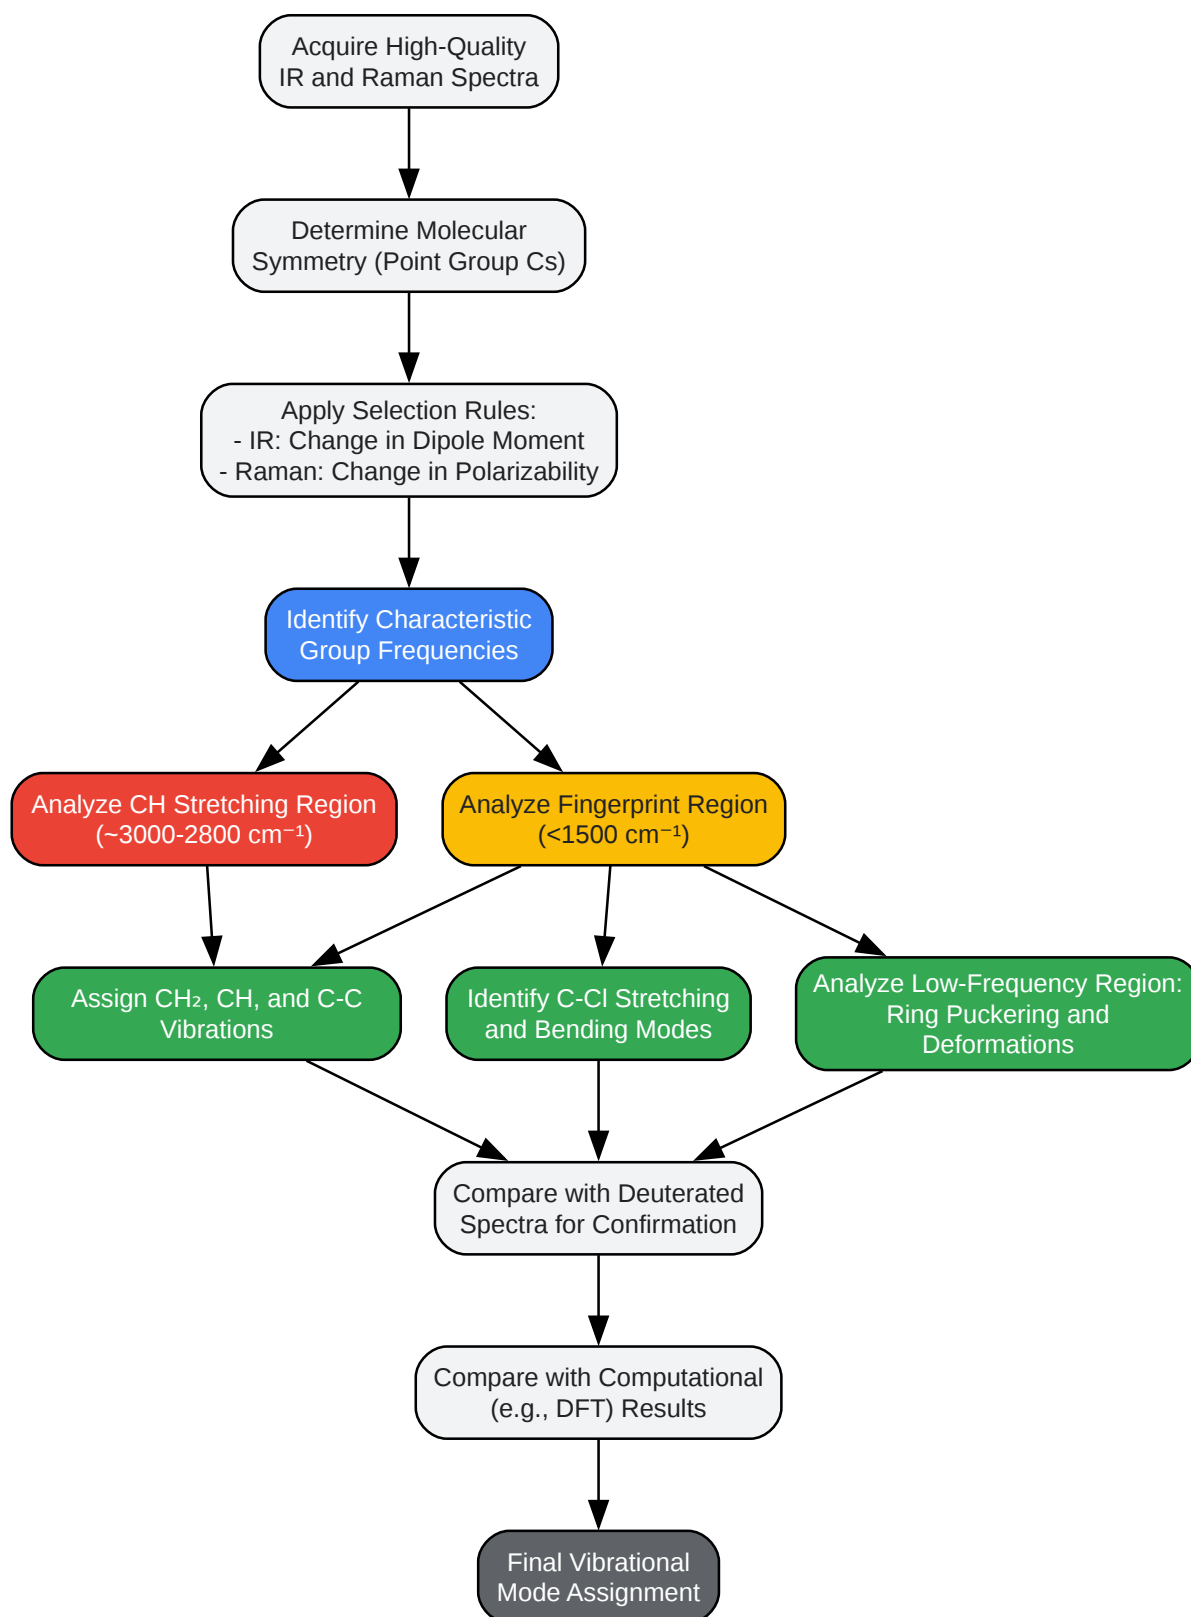 Acquire High-Quality
IR and Raman Spectra
Determine Molecular
Symmetry (Point Group Cs)
Apply Selection Rules:
- IR: Change in Dipole Moment
- Raman: Change in Polarizability
Identify Characteristic
Group Frequencies
Analyze CH Stretching Region
(~3000-2800 cm⁻¹)
Analyze Fingerprint Region
(<1500 cm⁻¹)
Assign CH₂, CH, and C-C
Vibrations
Identify C-Cl Stretching
and Bending Modes
Analyze Low-Frequency Region:
Ring Puckering and
Deformations
Compare with Deuterated
Spectra for Confirmation
Compare with Computational
(e.g., DFT) Results
Final Vibrational
Mode Assignment